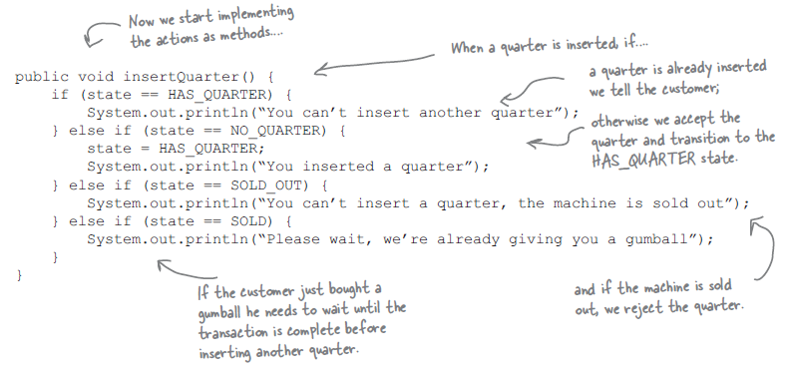 Now we start implementing
the actions as methods....
When a quarter is inserted, if....
public void insertQuarter() {
if (state == HAS_QUARTER) {
System.out.println(“You can’t insert another quarter”);
} else if (state == NO_QUARTER) {
state = HAS_QUARTER;
System.out.println(“You inserted a quarter”);
} else if (state == SOLD_OUT) {
System.out.println(“You can’t insert a quarter, the machine is sold out”);
} else if (state == SOLD) {
System.out.println(“Please wait, we’re already giving you a gumball”);
}
}
a quarter is already inserted
we tell the customer;
otherwise we accept the
quarter and transition to the
HAS_QUARTER state.
If the customer just bought a
gumball he needs to wait until the
transaction is complete before
inserting another quarter.
and if the machine is sold
out, we reject the quarter.